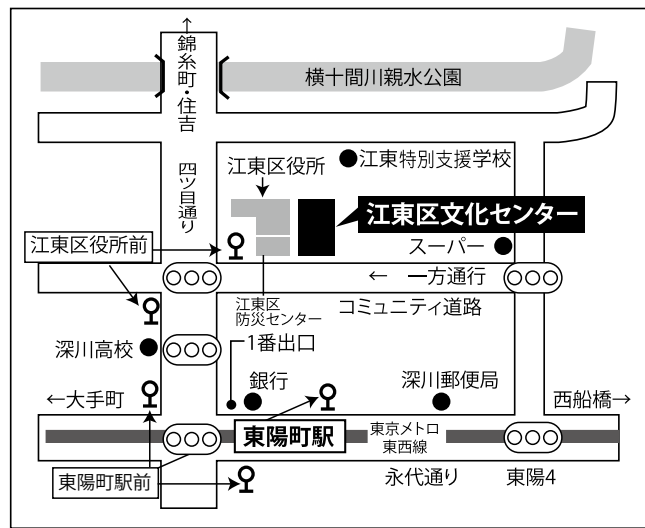 ↑錦糸町・住吉
横十間川親水公園
四ツ目通り
江東区役所
江東特別支援学校
江東区文化センター
江東区役所前
スーパー
← 一方通行
江東区
防災センター
コミュニティ道路
深川高校
1番出口
銀行
深川郵便局
←大手町
西船橋→
東陽町駅
東京メトロ
東西線
東陽町駅前
永代通り
東陽4